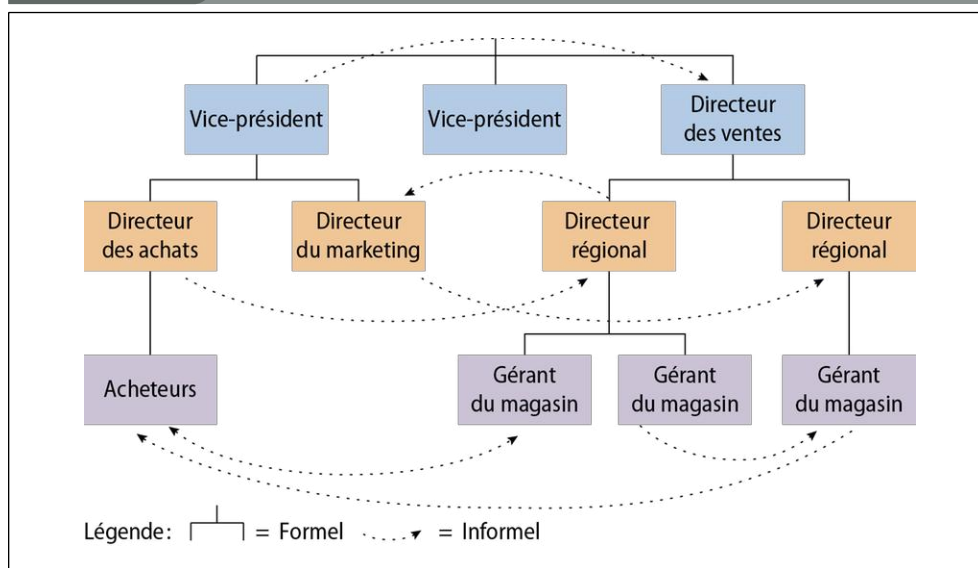 Vice-président
Vice-président
Directeur
des ventes
Directeur
des achats
Directeur
du marketing
Directeur
régional
Directeur
régional
Acheteurs
Gérant
du magasin
Gérant
du magasin
Gérant
du magasin
Légende: = Formel = Informel